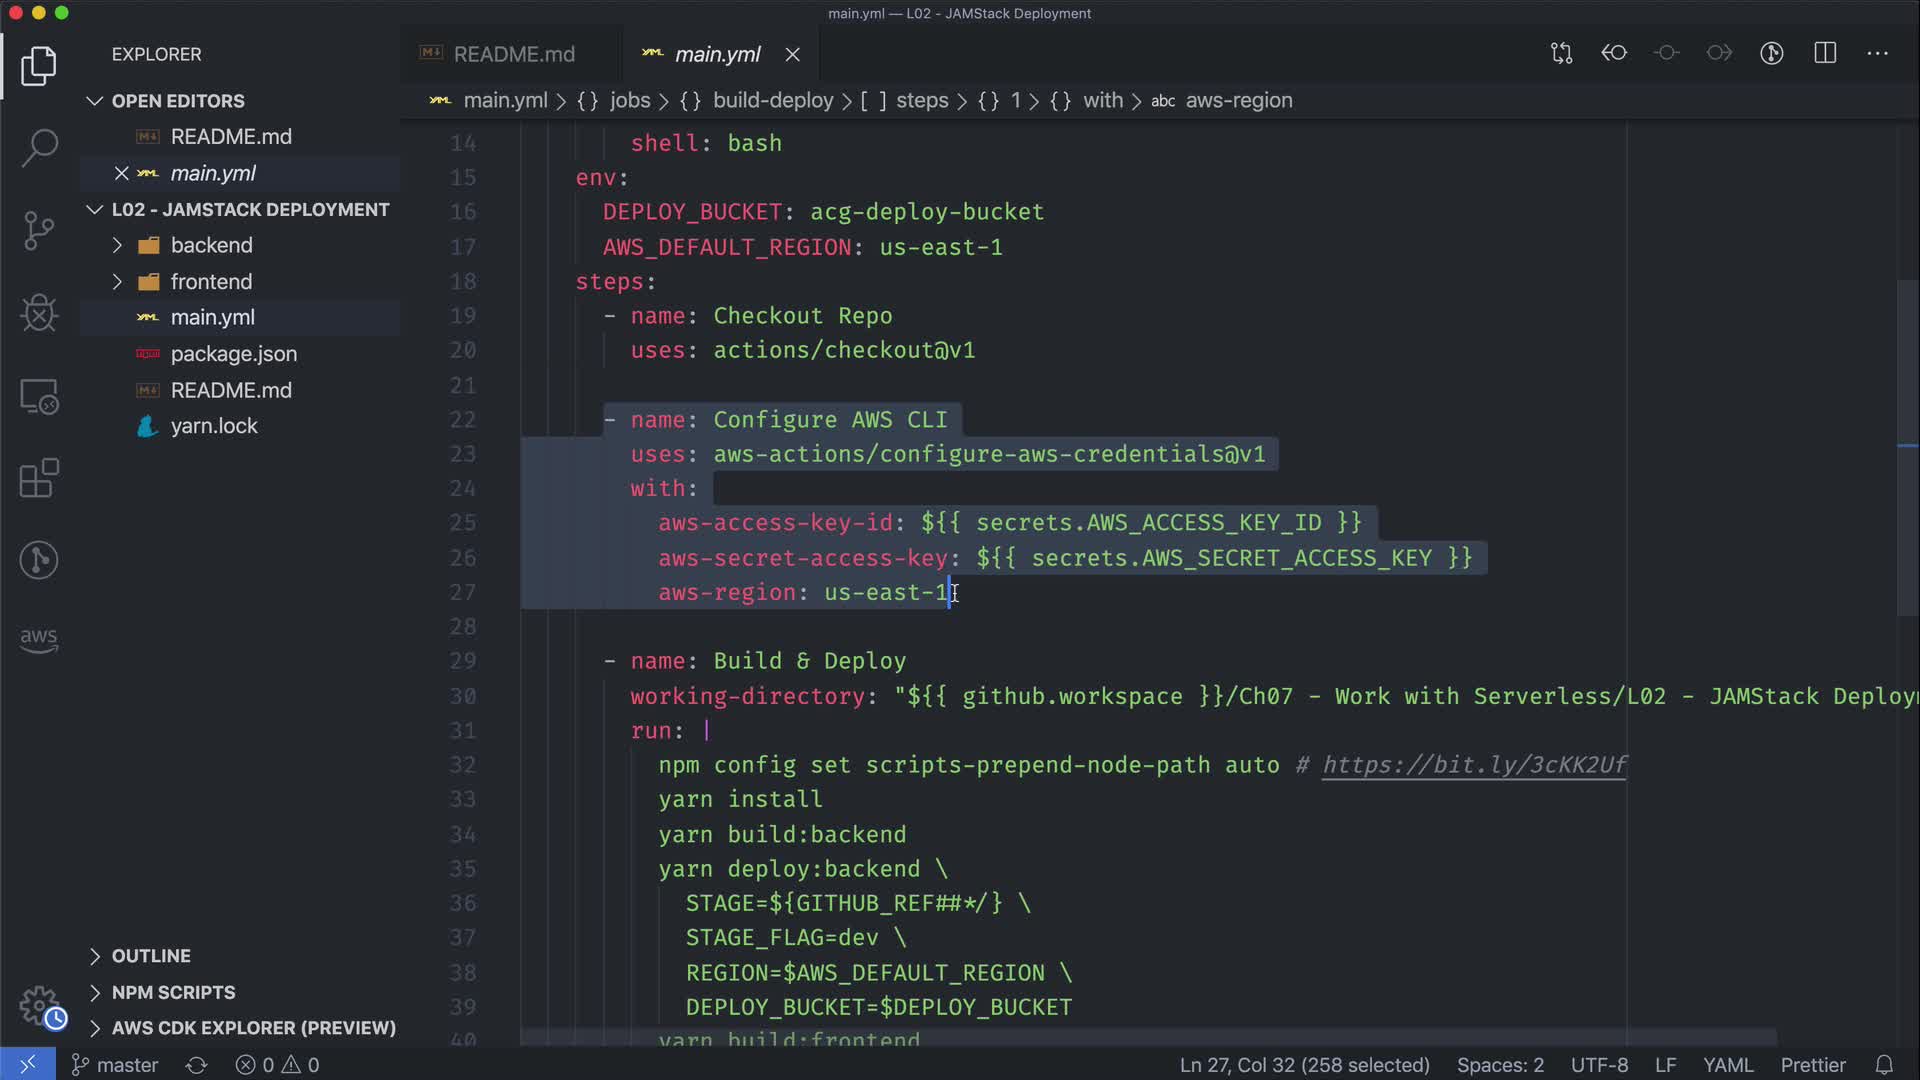 main.yml — L02 - JAMStack Deployment
EXPLORER
OPEN EDITORS
README.md
main.yml
L02 - JAMSTACK DEPLOYMENT
backend
frontend
main.yml
package.json
README.md
yarn.lock
OUTLINE
NPM SCRIPTS
AWS CDK EXPLORER (PREVIEW)
aws
README.md
main.yml
main.yml > {} jobs > {} build-deploy > [ ] steps > {} 1 > {} with > abc aws-region
14 shell: bash
15 env:
16 DEPLOY_BUCKET: acg-deploy-bucket
17 AWS_DEFAULT_REGION: us-east-1
18 steps:
19 - name: Checkout Repo
20 uses: actions/checkout@v1
21
22 - name: Configure AWS CLI
23 uses: aws-actions/configure-aws-credentials@v1
24 with:
25 aws-access-key-id: ${{ secrets.AWS_ACCESS_KEY_ID }}
26 aws-secret-access-key: ${{ secrets.AWS_SECRET_ACCESS_KEY }}
27 aws-region: us-east-1
28
29 - name: Build & Deploy
30 working-directory: "${{ github.workspace }}/Ch07 - Work with Serverless/L02 - JAMStack Deploy
31 run: |
32 npm config set scripts-prepend-node-path auto # https://bit.ly/3cKK2Uf
33 yarn install
34 yarn build:backend
35 yarn deploy:backend \
36 STAGE=${GITHUB_REF##*/} \
37 STAGE_FLAG=dev \
38 REGION=$AWS_DEFAULT_REGION \
39 DEPLOY_BUCKET=$DEPLOY_BUCKET
40 yarn build:frontend
master
0 0
Ln 27, Col 32 (258 selected) Spaces: 2 UTF-8 LF YAML Prettier